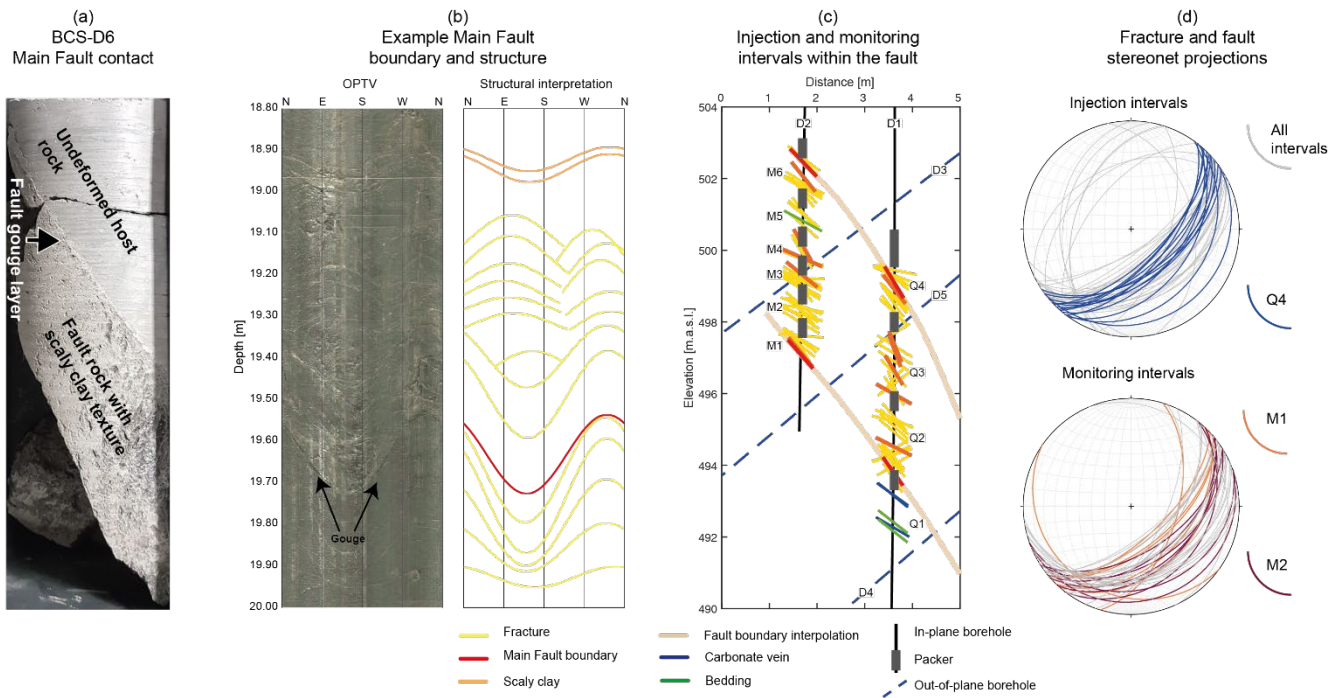 (a)
BCS-D6
Main Fault contact
Undeformed host
rock
Fault gouge layer
Fault rock with
scaly clay texture
(b)
Example Main Fault
boundary and structure
OPTV
Structural interpretation
N E S W N
N E S W N
Depth [m]
18.80
18.90
19.00
19.10
19.20
19.30
19.40
19.50
19.60
19.70
19.80
19.90
20.00
Gouge
(c)
Injection and monitoring
intervals within the fault
Distance [m]
0 1 2 3 4 5
Elevation [m.a.s.l.]
504
502
500
498
496
494
492
490
D2
D1
D3
D5
D4
M6
M5
M4
M3
M2
M1
Q4
Q3
Q2
Q1
(d)
Fracture and fault
stereonet projections
Injection intervals
All
intervals
Q4
Monitoring intervals
M1
M2
Fracture
Main Fault boundary
Scaly clay
Fault boundary interpolation
Carbonate vein
Bedding
In-plane borehole
Packer
Out-of-plane borehole